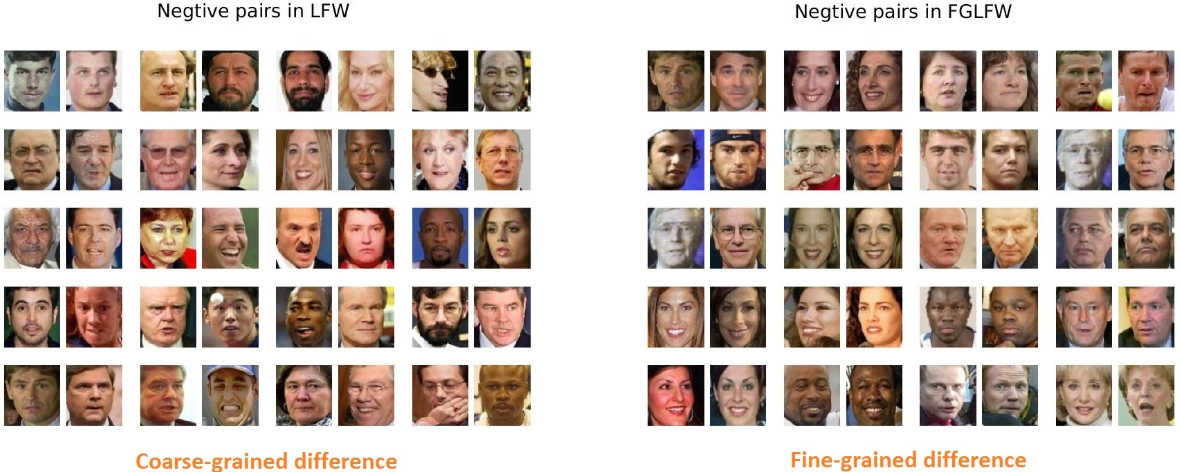 Negtive pairs in LFW
Negtive pairs in FGLFW
Coarse-grained difference
Fine-grained difference